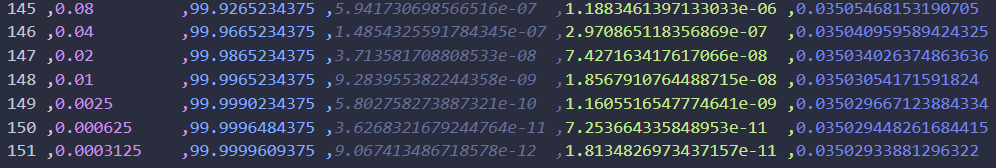 145 ,0.08 ,99.9265234375 ,5.941730698566516e-07 ,1.1883461397133033e-06 ,0.03505468153190705
146 ,0.04 ,99.9665234375 ,1.4854325591784345e-07 ,2.970865118356869e-07 ,0.035040959589424325
147 ,0.02 ,99.9865234375 ,3.713581708808533e-08 ,7.427163417617066e-08 ,0.035034026374863636
148 ,0.01 ,99.9965234375 ,9.283955382244358e-09 ,1.8567910764488715e-08 ,0.03503054171591824
149 ,0.0025 ,99.9990234375 ,5.802758273887321e-10 ,1.1605516547774641e-09 ,0.035029667123884334
150 ,0.000625 ,99.9996484375 ,3.6268321679244764e-11 ,7.253664335848953e-11 ,0.035029448261684415
151 ,0.0003125 ,99.9999609375 ,9.067413486718578e-12 ,1.8134826973437157e-11 ,0.03502933881296322